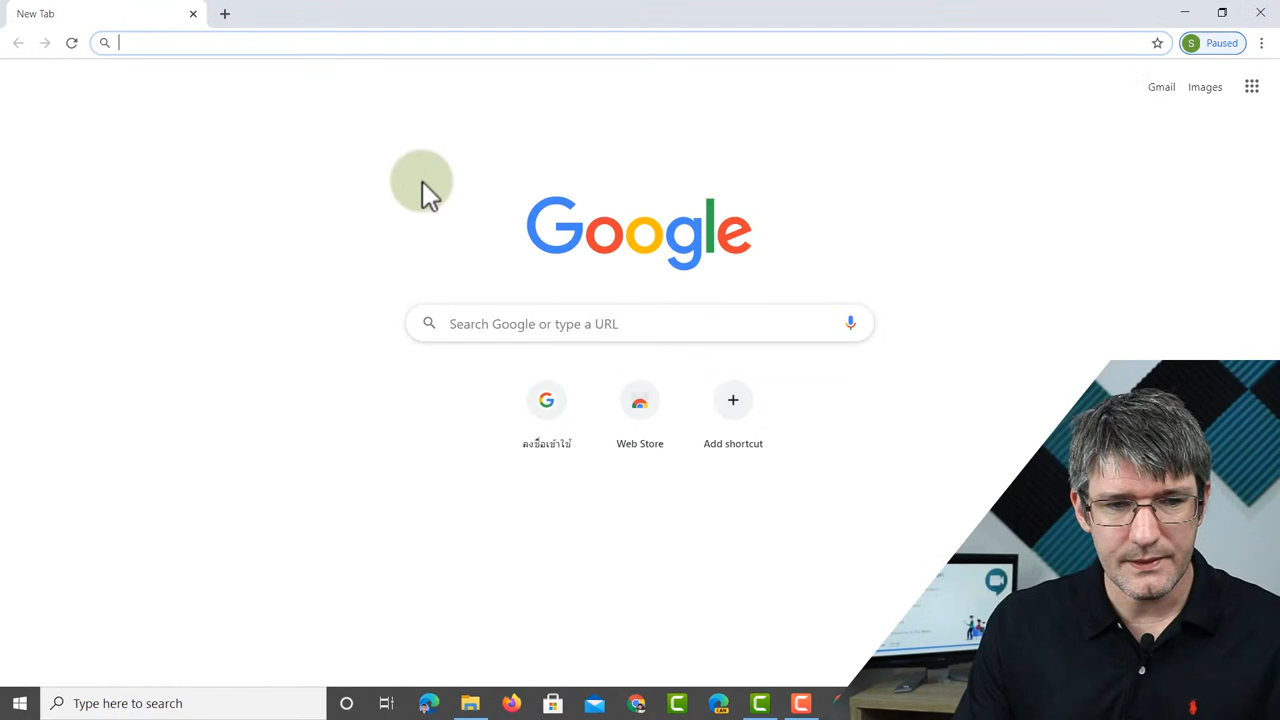 New Tab
S Paused
Gmail Images
Google
Search Google or type a URL
ลงชื่อเข้าใช้ Web Store Add shortcut
Type here to search
CAN